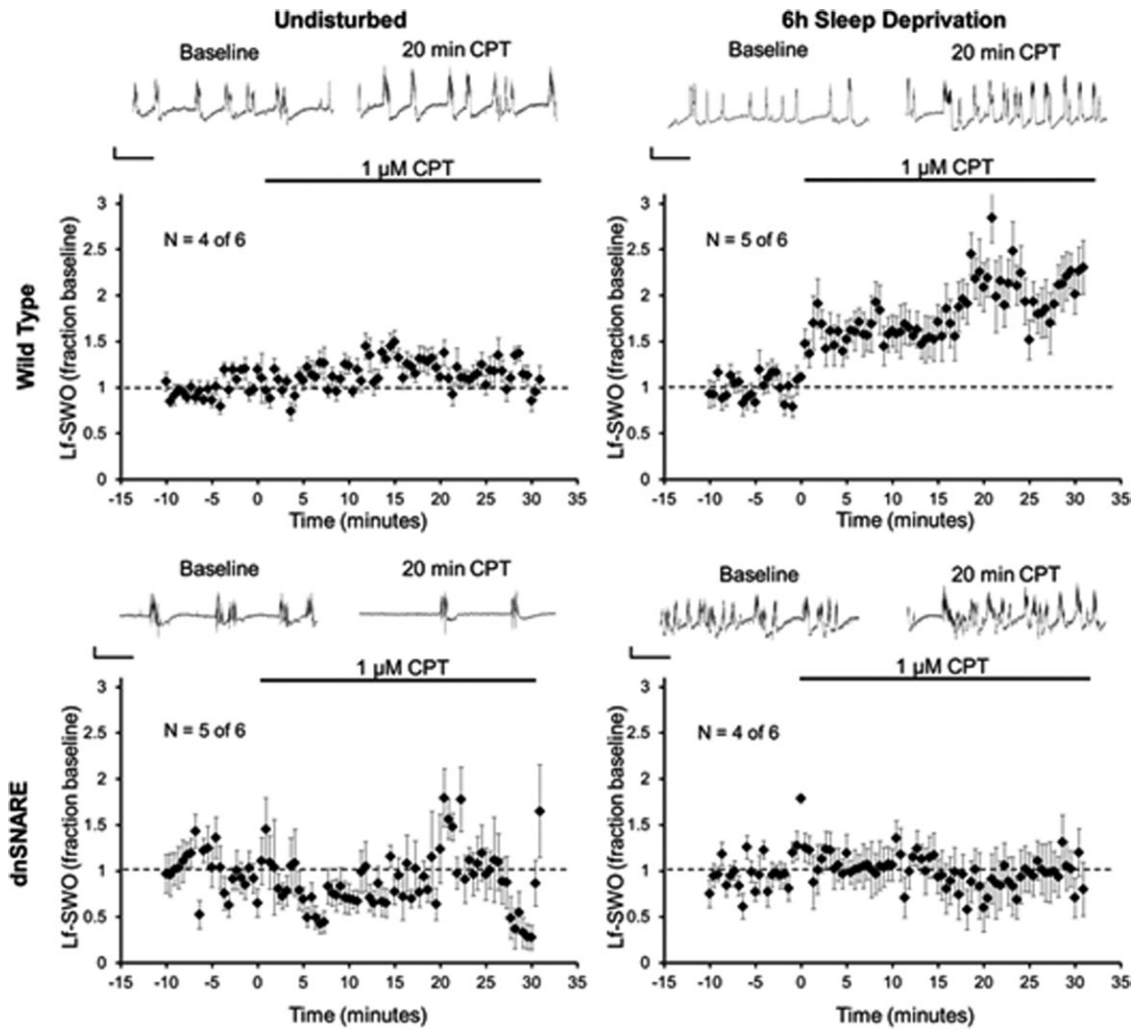 Undisturbed
6h Sleep Deprivation
Baseline
20 min CPT
Baseline
20 min CPT
1 µM CPT
1 µM CPT
Wild Type
Lf-SWO (fraction baseline)
3
2.5
2
1.5
1
0.5
0
N = 4 of 6
-15 -10 -5 0 5 10 15 20 25 30 35
Time (minutes)
Lf-SWO (fraction baseline)
3
2.5
2
1.5
1
0.5
0
N = 5 of 6
-15 -10 -5 0 5 10 15 20 25 30 35
Time (minutes)
Baseline
20 min CPT
Baseline
20 min CPT
1 µM CPT
1 µM CPT
dnSNARE
Lf-SWO (fraction baseline)
3
2.5
2
1.5
1
0.5
0
N = 5 of 6
-15 -10 -5 0 5 10 15 20 25 30 35
Time (minutes)
Lf-SWO (fraction baseline)
3
2.5
2
1.5
1
0.5
0
N = 4 of 6
-15 -10 -5 0 5 10 15 20 25 30 35
Time (minutes)